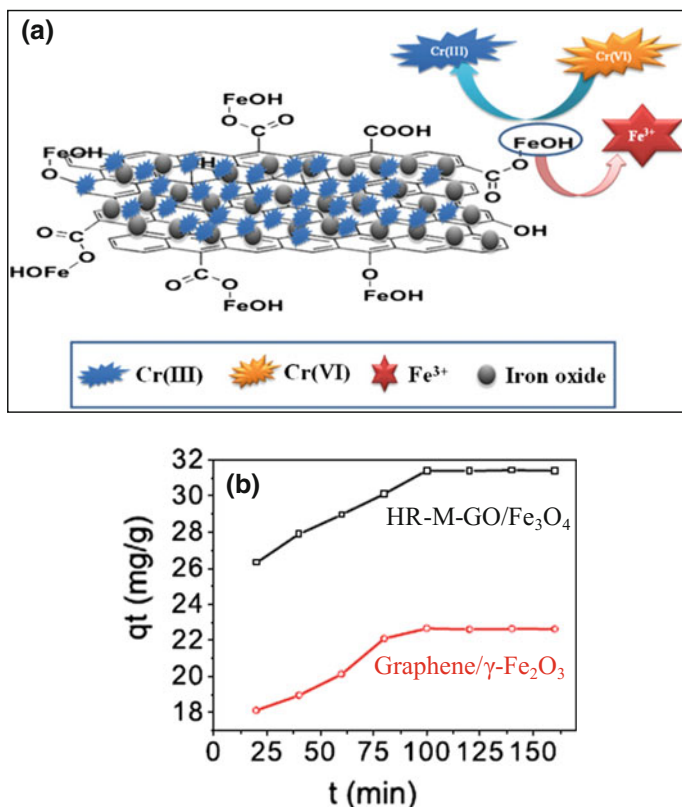 (a)
Cr(III)
Cr(VI)
FeOH
O
O
COOH
FeOH
Fe³⁺
FeOH
O
H
O
O
OH
O
O
HOFe
O
O
FeOH
O
FeOH
Cr(III)
Cr(VI)
Fe³⁺
Iron oxide
(b)
32
30
28
26
24
22
20
18
qt (mg/g)
HR-M-GO/Fe₃O₄
Graphene/γ-Fe₂O₃
0 25 50 75 100 125 150
t (min)